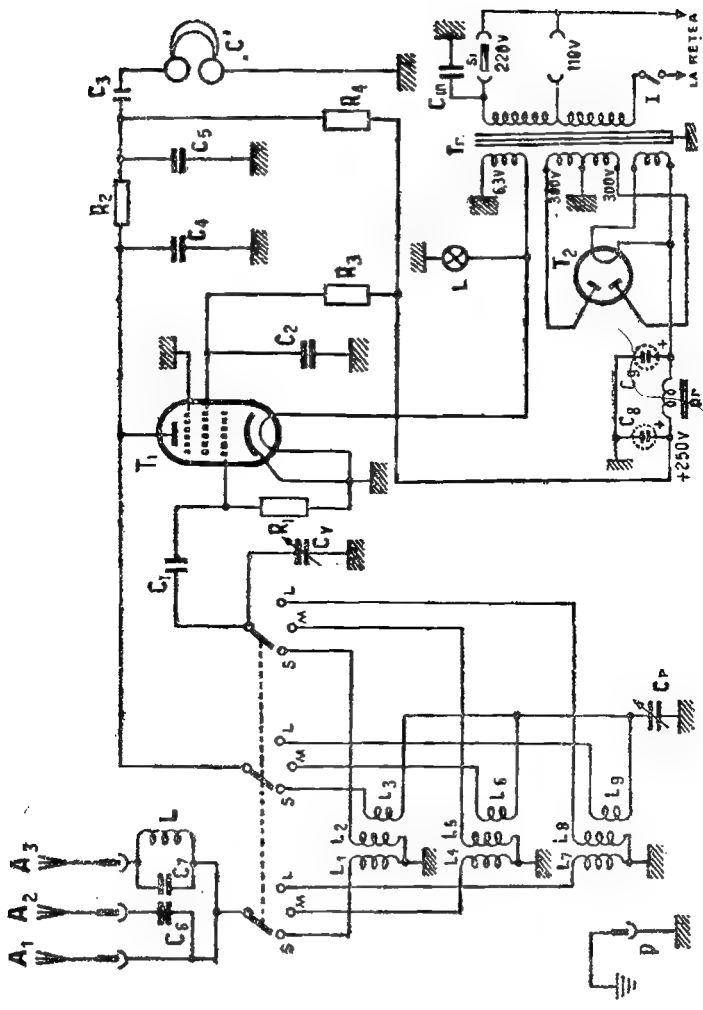 A1
A2
A3
L
C6
C7
S
M
L
S
M
L
S
M
L
L1
L2
L3
L4
L5
L6
L7
L8
L9
P
CP
C1
R1
CV
T1
R2
C4
C5
C3
C'
C2
R3
R4
L
Tr.
6,3V
300V
300V
T2
C8
C9
+
+
+250V
Dr
S1
220V
110V
I
LA RETEA